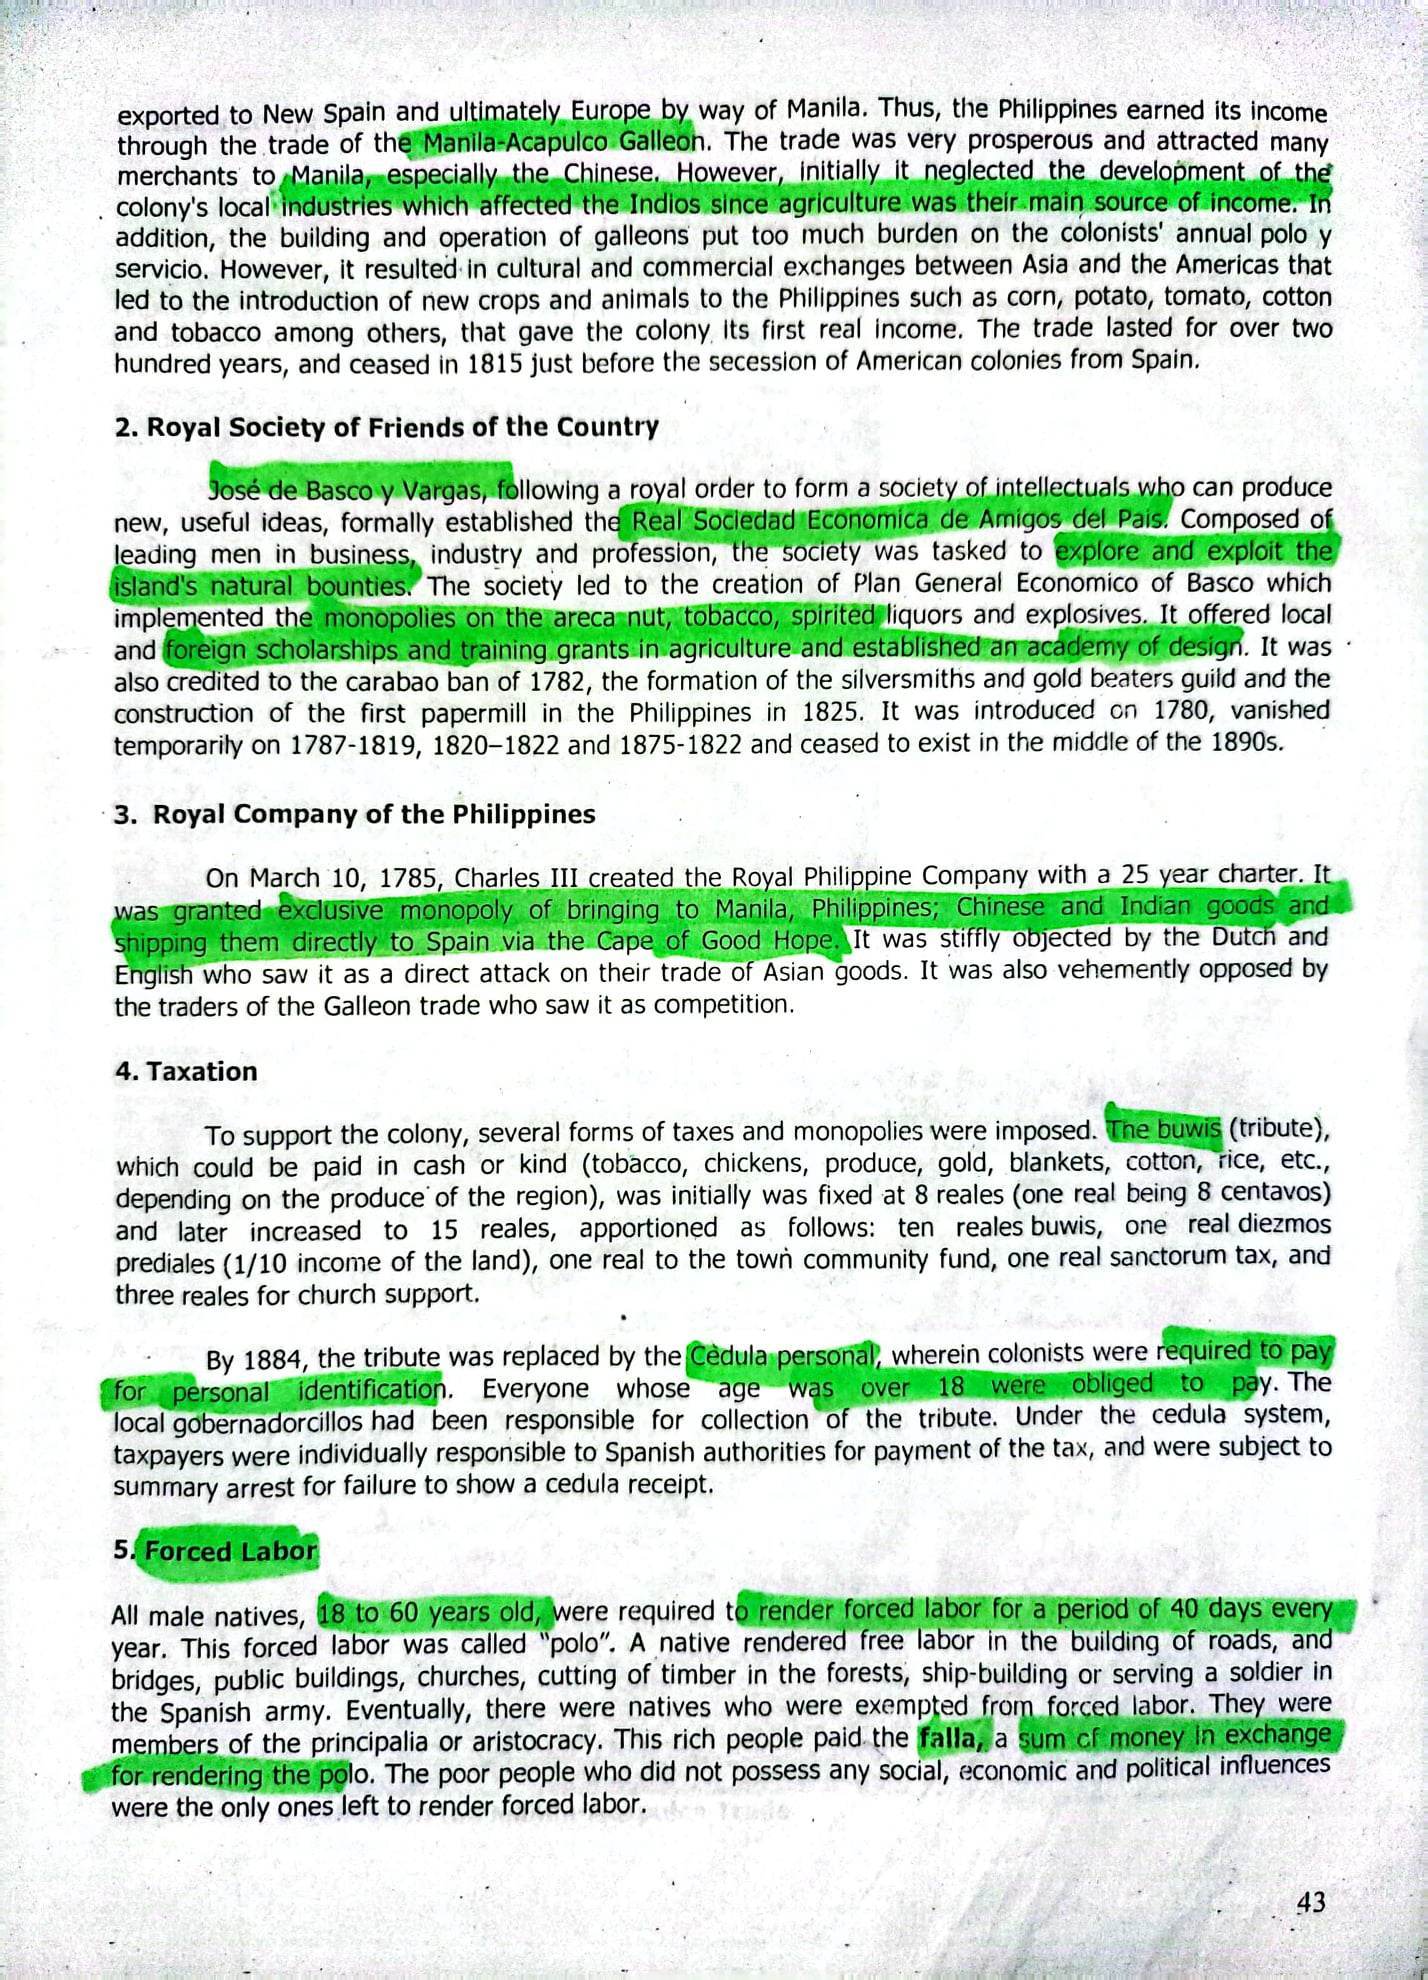 exported to New Spain and ultimately Europe by way of Manila. Thus, the Philippines earned its income
through the trade of the Manila-Acapulco Galleon. The trade was very prosperous and attracted many
merchants to Manila, especially the Chinese. However, initially it neglected the development of the
colony's local industries which affected the Indios since agriculture was their main source of income. In
addition, the building and operation of galleons put too much burden on the colonists' annual polo y
servicio. However, it resulted in cultural and commercial exchanges between Asia and the Americas that
led to the introduction of new crops and animals to the Philippines such as corn, potato, tomato, cotton
and tobacco among others, that gave the colony its first real income. The trade lasted for over two
hundred years, and ceased in 1815 just before the secession of American colonies from Spain.
2. Royal Society of Friends of the Country
José de Basco y Vargas, following a royal order to form a society of intellectuals who can produce
new, useful ideas, formally established the Real Sociedad Economica de Amigos del Pais. Composed of
leading men in business, industry and profession, the society was tasked to explore and exploit the
island's natural bounties. The society led to the creation of Plan General Economico of Basco which
implemented the monopolies on the areca nut, tobacco, spirited liquors and explosives. It offered local
and foreign scholarships and training grants in agriculture and established an academy of design. It was
also credited to the carabao ban of 1782, the formation of the silversmiths and gold beaters guild and the
construction of the first papermill in the Philippines in 1825. It was introduced on 1780, vanished
temporarily on 1787-1819, 1820–1822 and 1875-1822 and ceased to exist in the middle of the 1890s.
3. Royal Company of the Philippines
On March 10, 1785, Charles III created the Royal Philippine Company with a 25 year charter. It
was granted exclusive monopoly of bringing to Manila, Philippines; Chinese and Indian goods and
shipping them directly to Spain via the Cape of Good Hope. It was stiffly objected by the Dutch and
English who saw it as a direct attack on their trade of Asian goods. It was also vehemently opposed by
the traders of the Galleon trade who saw it as competition.
4. Taxation
To support the colony, several forms of taxes and monopolies were imposed. The buwis (tribute),
which could be paid in cash or kind (tobacco, chickens, produce, gold, blankets, cotton, rice, etc.,
depending on the produce of the region), was initially was fixed at 8 reales (one real being 8 centavos)
and later increased to 15 reales, apportioned as follows: ten reales buwis, one real diezmos
prediales (1/10 income of the land), one real to the town community fund, one real sanctorum tax, and
three reales for church support.
By 1884, the tribute was replaced by the Cedula personal, wherein colonists were required to pay
for personal identification. Everyone whose age was over 18 were obliged to pay. The
local gobernadorcillos had been responsible for collection of the tribute. Under the cedula system,
taxpayers were individually responsible to Spanish authorities for payment of the tax, and were subject to
summary arrest for failure to show a cedula receipt.
5. Forced Labor
All male natives, 18 to 60 years old, were required to render forced labor for a period of 40 days every
year. This forced labor was called “polo”. A native rendered free labor in the building of roads, and
bridges, public buildings, churches, cutting of timber in the forests, ship-building or serving a soldier in
the Spanish army. Eventually, there were natives who were exempted from forced labor. They were
members of the principalia or aristocracy. This rich people paid the falla, a sum of money in exchange
for rendering the polo. The poor people who did not possess any social, economic and political influences
were the only ones left to render forced labor.
43